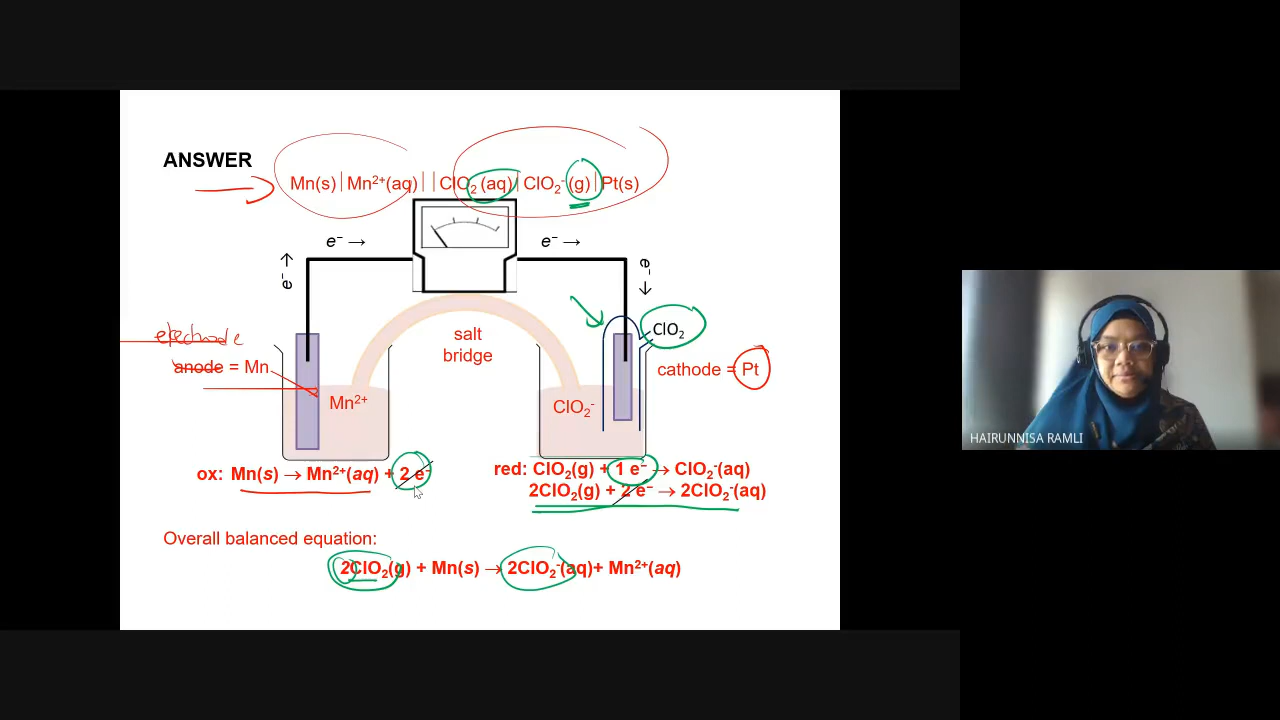 ANSWER
Mn(s)|Mn²⁺(aq)||ClO₂(aq)|ClO₂⁻(g)|Pt(s)
e⁻ →
e⁻ →
e⁻ →
e⁻ →
salt
bridge
ClO₂
electrode
anode = Mn
cathode = Pt
Mn²⁺
ClO₂⁻
ox: Mn(s) → Mn²⁺(aq) + 2 e⁻
red: ClO₂(g) + 1 e⁻ → ClO₂⁻(aq)
2ClO₂(g) + 2 e⁻ → 2ClO₂⁻(aq)
Overall balanced equation:
2ClO₂(g) + Mn(s) → 2ClO₂⁻(aq)+ Mn²⁺(aq)
HAIRUNNISA RAMLI